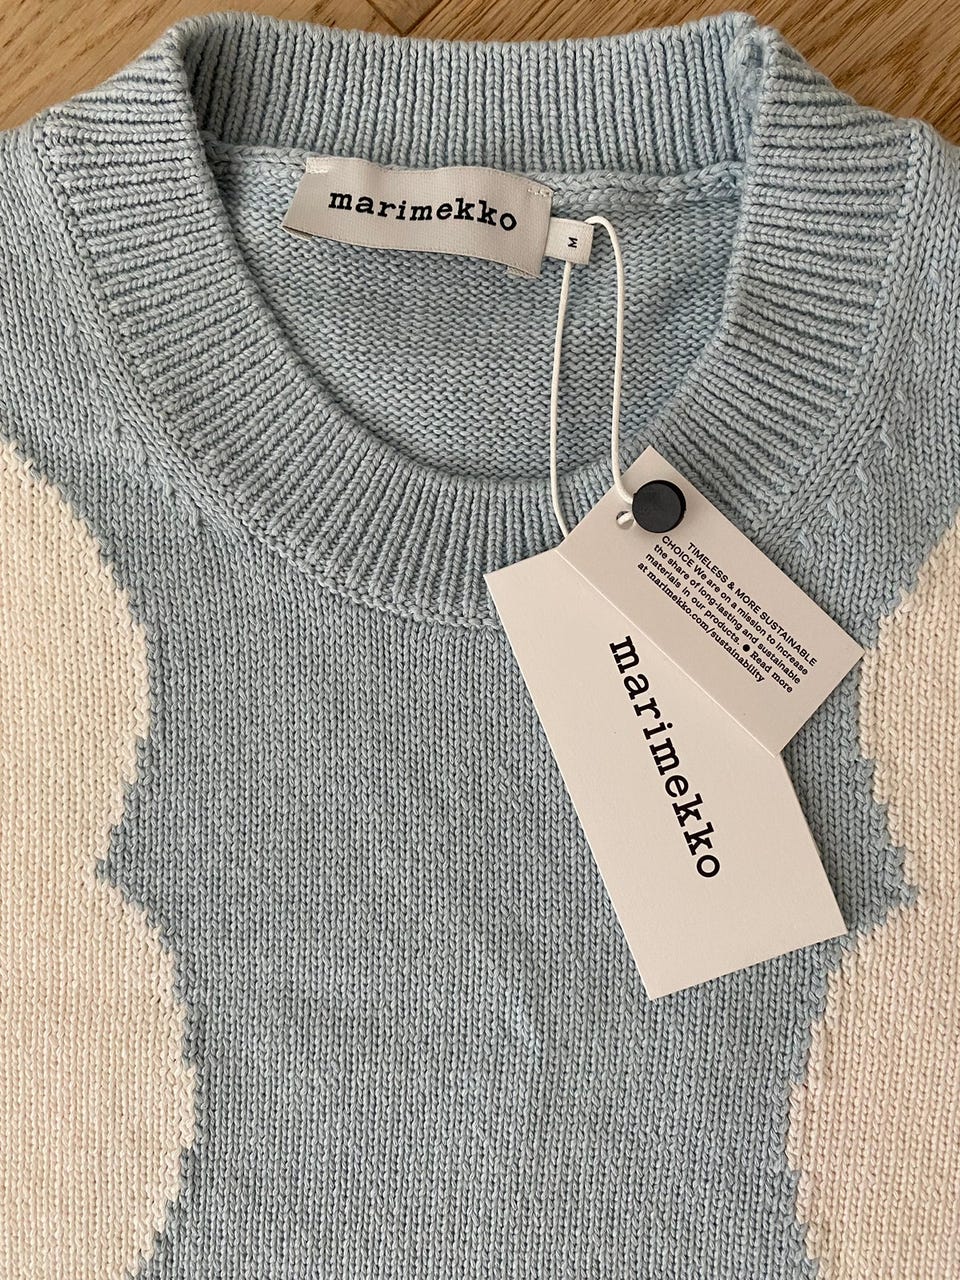 marimekko
M
TIMELESS & MORE SUSTAINABLE
CHOICE We are on a mission to increase
the share of long-lasting and sustainable
materials in our products. ● Read more
at marimekko.com/sustainability
marimekko